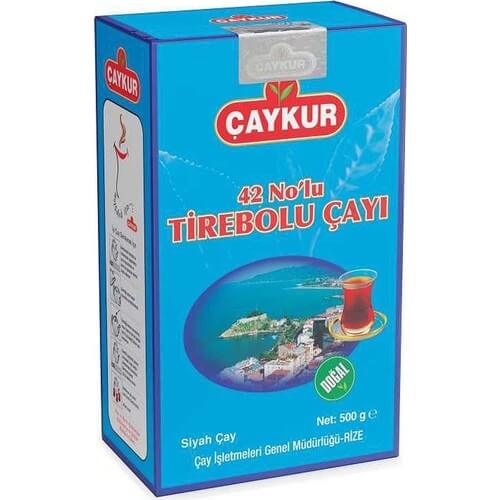 ÇAYKUR
ÇAYKUR
42 No'lu
TİREBOLU ÇAYI
DOĞAL
Siyah Çay
Net: 500 g ℮
Çay İşletmeleri Genel Müdürlüğü-RİZE
ÇAYKUR